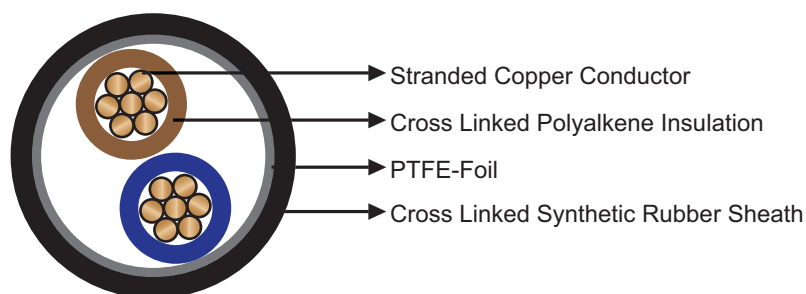 Stranded Copper Conductor
Cross Linked Polyalkene Insulation
PTFE-Foil
Cross Linked Synthetic Rubber Sheath